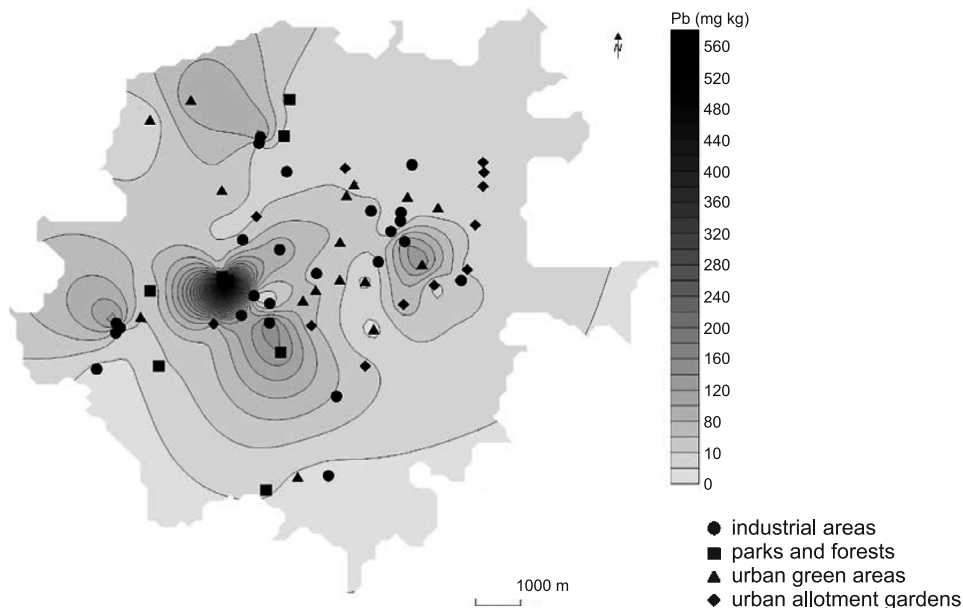 Pb (mg kg)
N
560
520
480
440
400
360
320
280
240
200
160
120
80
10
0
industrial areas
parks and forests
urban green areas
urban allotment gardens
1000 m